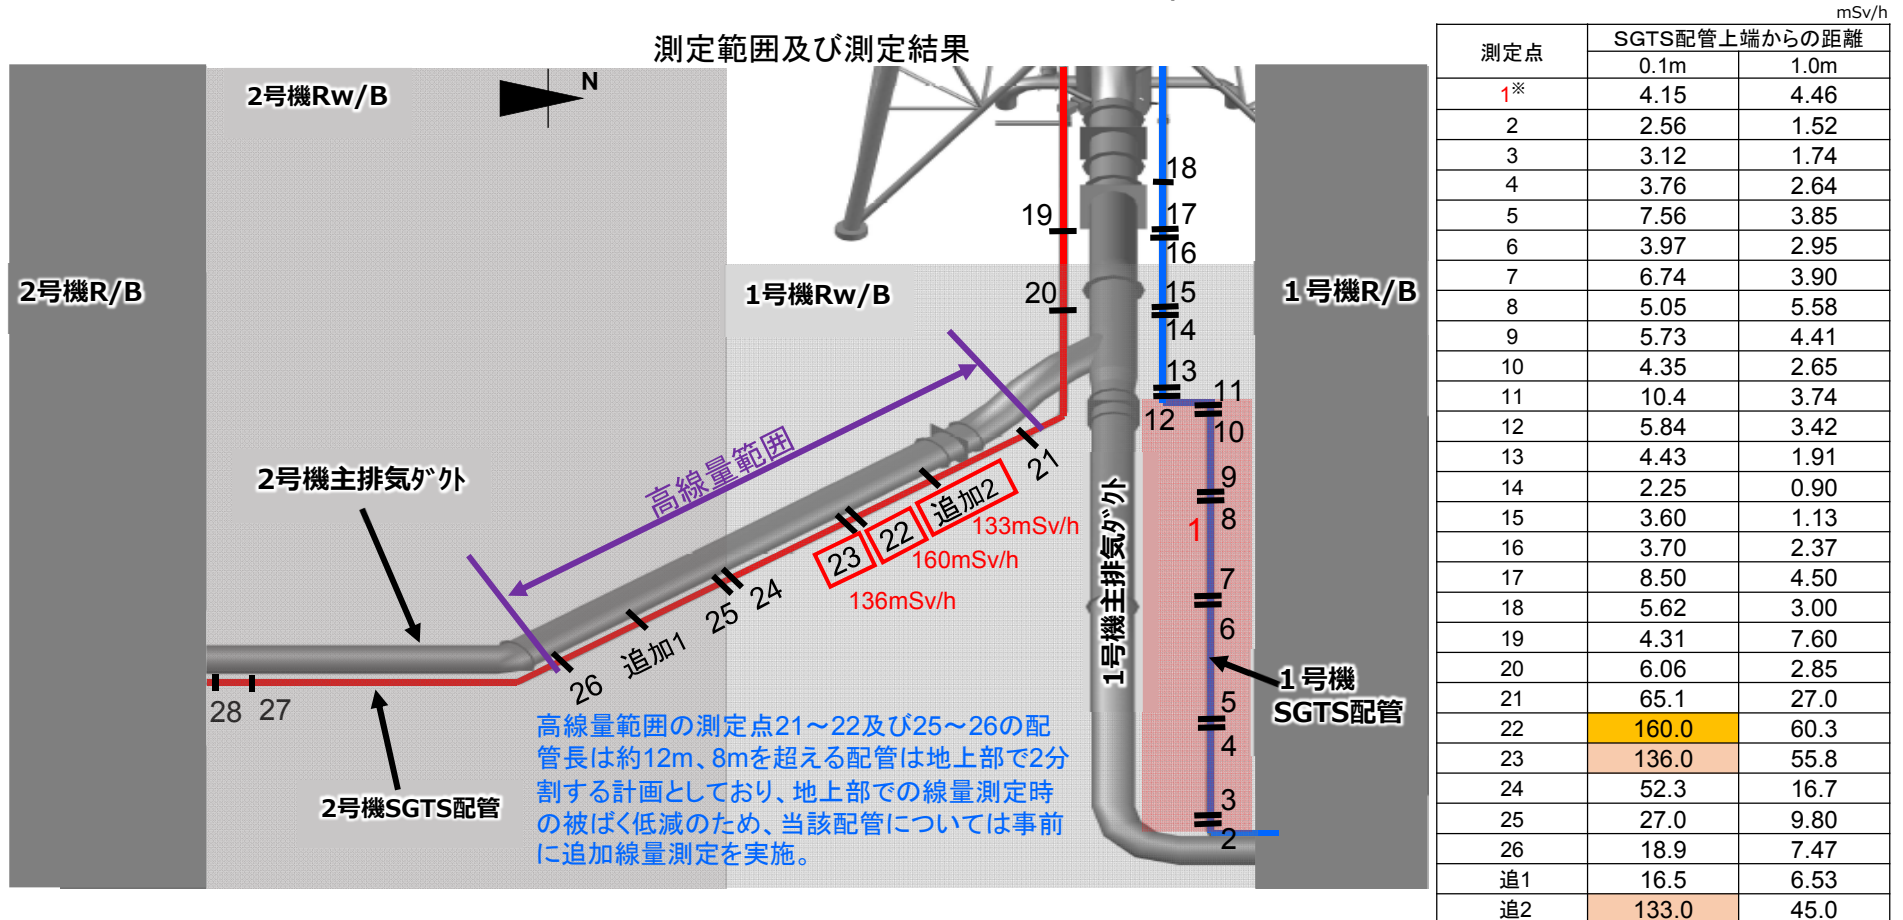 測定範囲及び測定結果
2号機Rw/B
N
2号機R/B
1号機Rw/B
1号機R/B
18
19
17
16
20
15
14
13
11
12
10
高線量範囲
21
9
2号機主排気ダクト
追加2
8
1
133mSv/h
22
160mSv/h
23
136mSv/h
1号機主排気ダクト
7
24
25
6
追加1
26
1号機
SGTS配管
28
27
5
4
2号機SGTS配管
3
2
高線量範囲の測定点21～22及び25～26の配
管長は約12m、8mを超える配管は地上部で2分
割する計画としており、地上部での線量測定時
の被ばく低減のため、当該配管については事前
に追加線量測定を実施。
mSv/h
測定点 SGTS配管上端からの距離
0.1m 1.0m
1※ 4.15 4.46
2 2.56 1.52
3 3.12 1.74
4 3.76 2.64
5 7.56 3.85
6 3.97 2.95
7 6.74 3.90
8 5.05 5.58
9 5.73 4.41
10 4.35 2.65
11 10.4 3.74
12 5.84 3.42
13 4.43 1.91
14 2.25 0.90
15 3.60 1.13
16 3.70 2.37
17 8.50 4.50
18 5.62 3.00
19 4.31 7.60
20 6.06 2.85
21 65.1 27.0
22 160.0 60.3
23 136.0 55.8
24 52.3 16.7
25 27.0 9.80
26 18.9 7.47
追1 16.5 6.53
追2 133.0 45.0